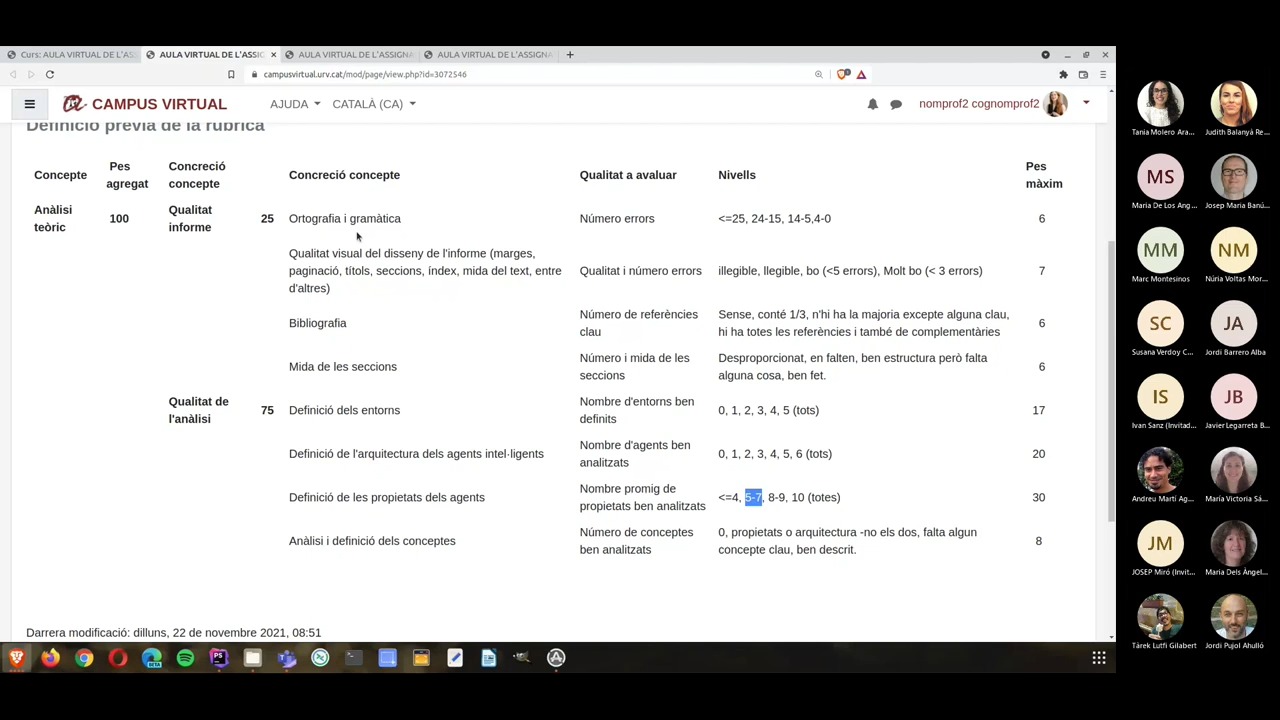 Curs: AULA VIRTUAL DE L'ASS
AULA VIRTUAL DE L'ASSIG
AULA VIRTUAL DE L'ASSIGNA
AULA VIRTUAL DE L'ASSIGNA
campusvirtual.urv.cat/mod/page/view.php?id=3072546
CAMPUS VIRTUAL
AJUDA
CATALÀ (CA)
nomprof2 cognomprof2
Definició prèvia de la rúbrica
Concepte
Pes agregat
Concreció concepte
Concreció concepte
Qualitat a avaluar
Nivells
Pes màxim
Anàlisi teòric
100
Qualitat informe
25
Ortografia i gramàtica
Número errors
<=25, 24-15, 14-5,4-0
6
Qualitat visual del disseny de l'informe (marges,
paginació, títols, seccions, índex, mida del text, entre
d'altres)
Qualitat i número errors
illegible, llegible, bo (<5 errors), Molt bo (< 3 errors)
7
Bibliografia
Número de referències
clau
Sense, conté 1/3, n'hi ha la majoria excepte alguna clau,
hi ha totes les referències i també de complementàries
6
Mida de les seccions
Número i mida de les
seccions
Desproporcionat, en falten, ben estructura però falta
alguna cosa, ben fet.
6
Qualitat de
l'anàlisi
75
Definició dels entorns
Nombre d'entorns ben
definits
0, 1, 2, 3, 4, 5 (tots)
17
Definició de l'arquitectura dels agents intel·ligents
Nombre d'agents ben
analitzats
0, 1, 2, 3, 4, 5, 6 (tots)
20
Definició de les propietats dels agents
Nombre promig de
propietats ben analitzats
<=4, 5-7, 8-9, 10 (totes)
30
Anàlisi i definició dels conceptes
Número de conceptes
ben analitzats
0, propietats o arquitectura -no els dos, falta algun
concepte clau, ben descrit.
8
Darrera modificació: dilluns, 22 de novembre 2021, 08:51
Tania Molero Ara...
Judith Balanyà Re...
MS
Maria De Los Ang...
Josep Maria Banú...
MM
Marc Montesinos
NM
Núria Voltas Mor...
SC
Susana Verdoy C...
JA
Jordi Barrero Alba
IS
Ivan Sanz (Invitad...
JB
Javier Legarreta B...
Andreu Martí Ag...
María Victoria Sá...
JM
JOSEP Miró (Invit...
Maria Dels Àngel...
Tàrek Lutfi Gilabert
Jordi Pujol Ahulló